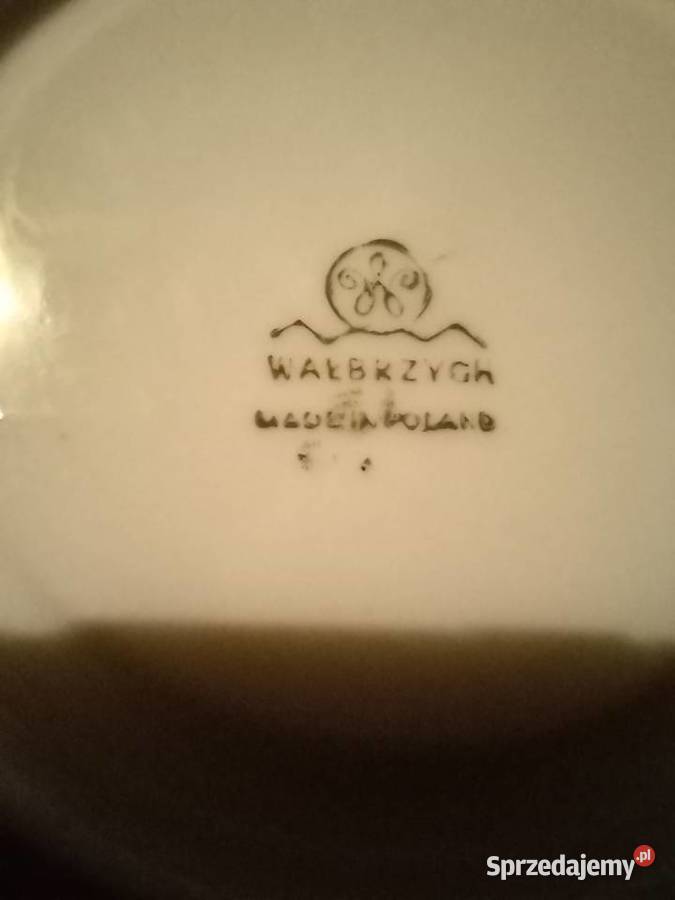 WAŁBRZYCH
MADE IN POLAND
Sprzedajemy.pl